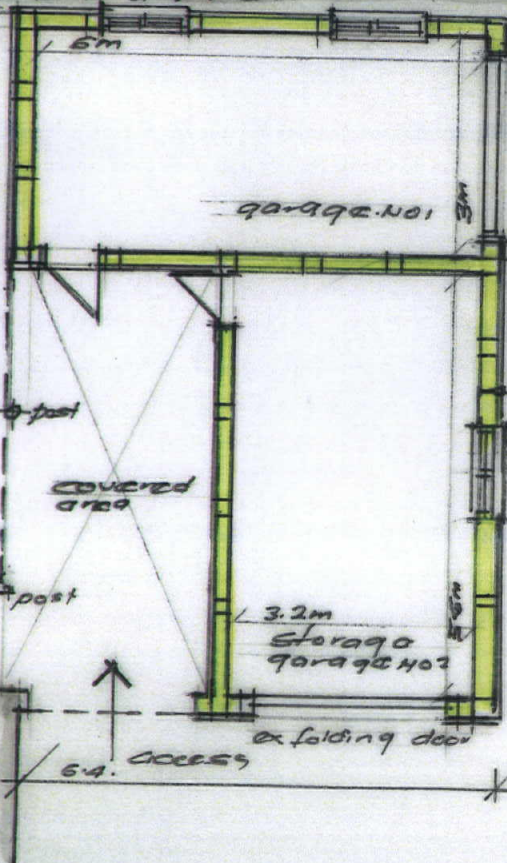 6m
garage.NO1
3m
post
covered
area
post
3.2m
5.6m
Storage
garage NO2
ex folding door
access
6.4.